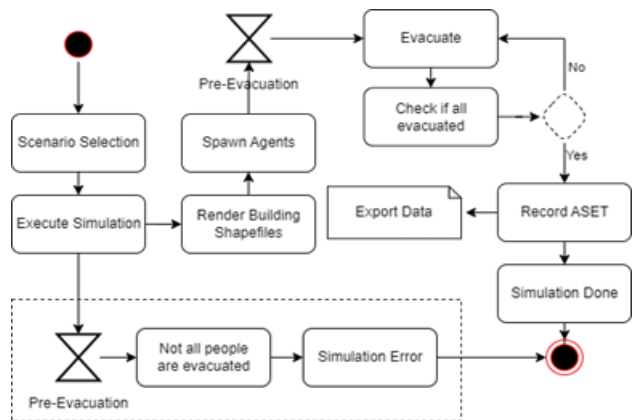 Pre-Evacuation
Evacuate
No
Check if all
evacuated
Yes
Scenario Selection
Spawn Agents
Execute Simulation
Render Building
Shapefiles
Export Data
Record ASET
Simulation Done
Pre-Evacuation
Not all people
are evacuated
Simulation Error